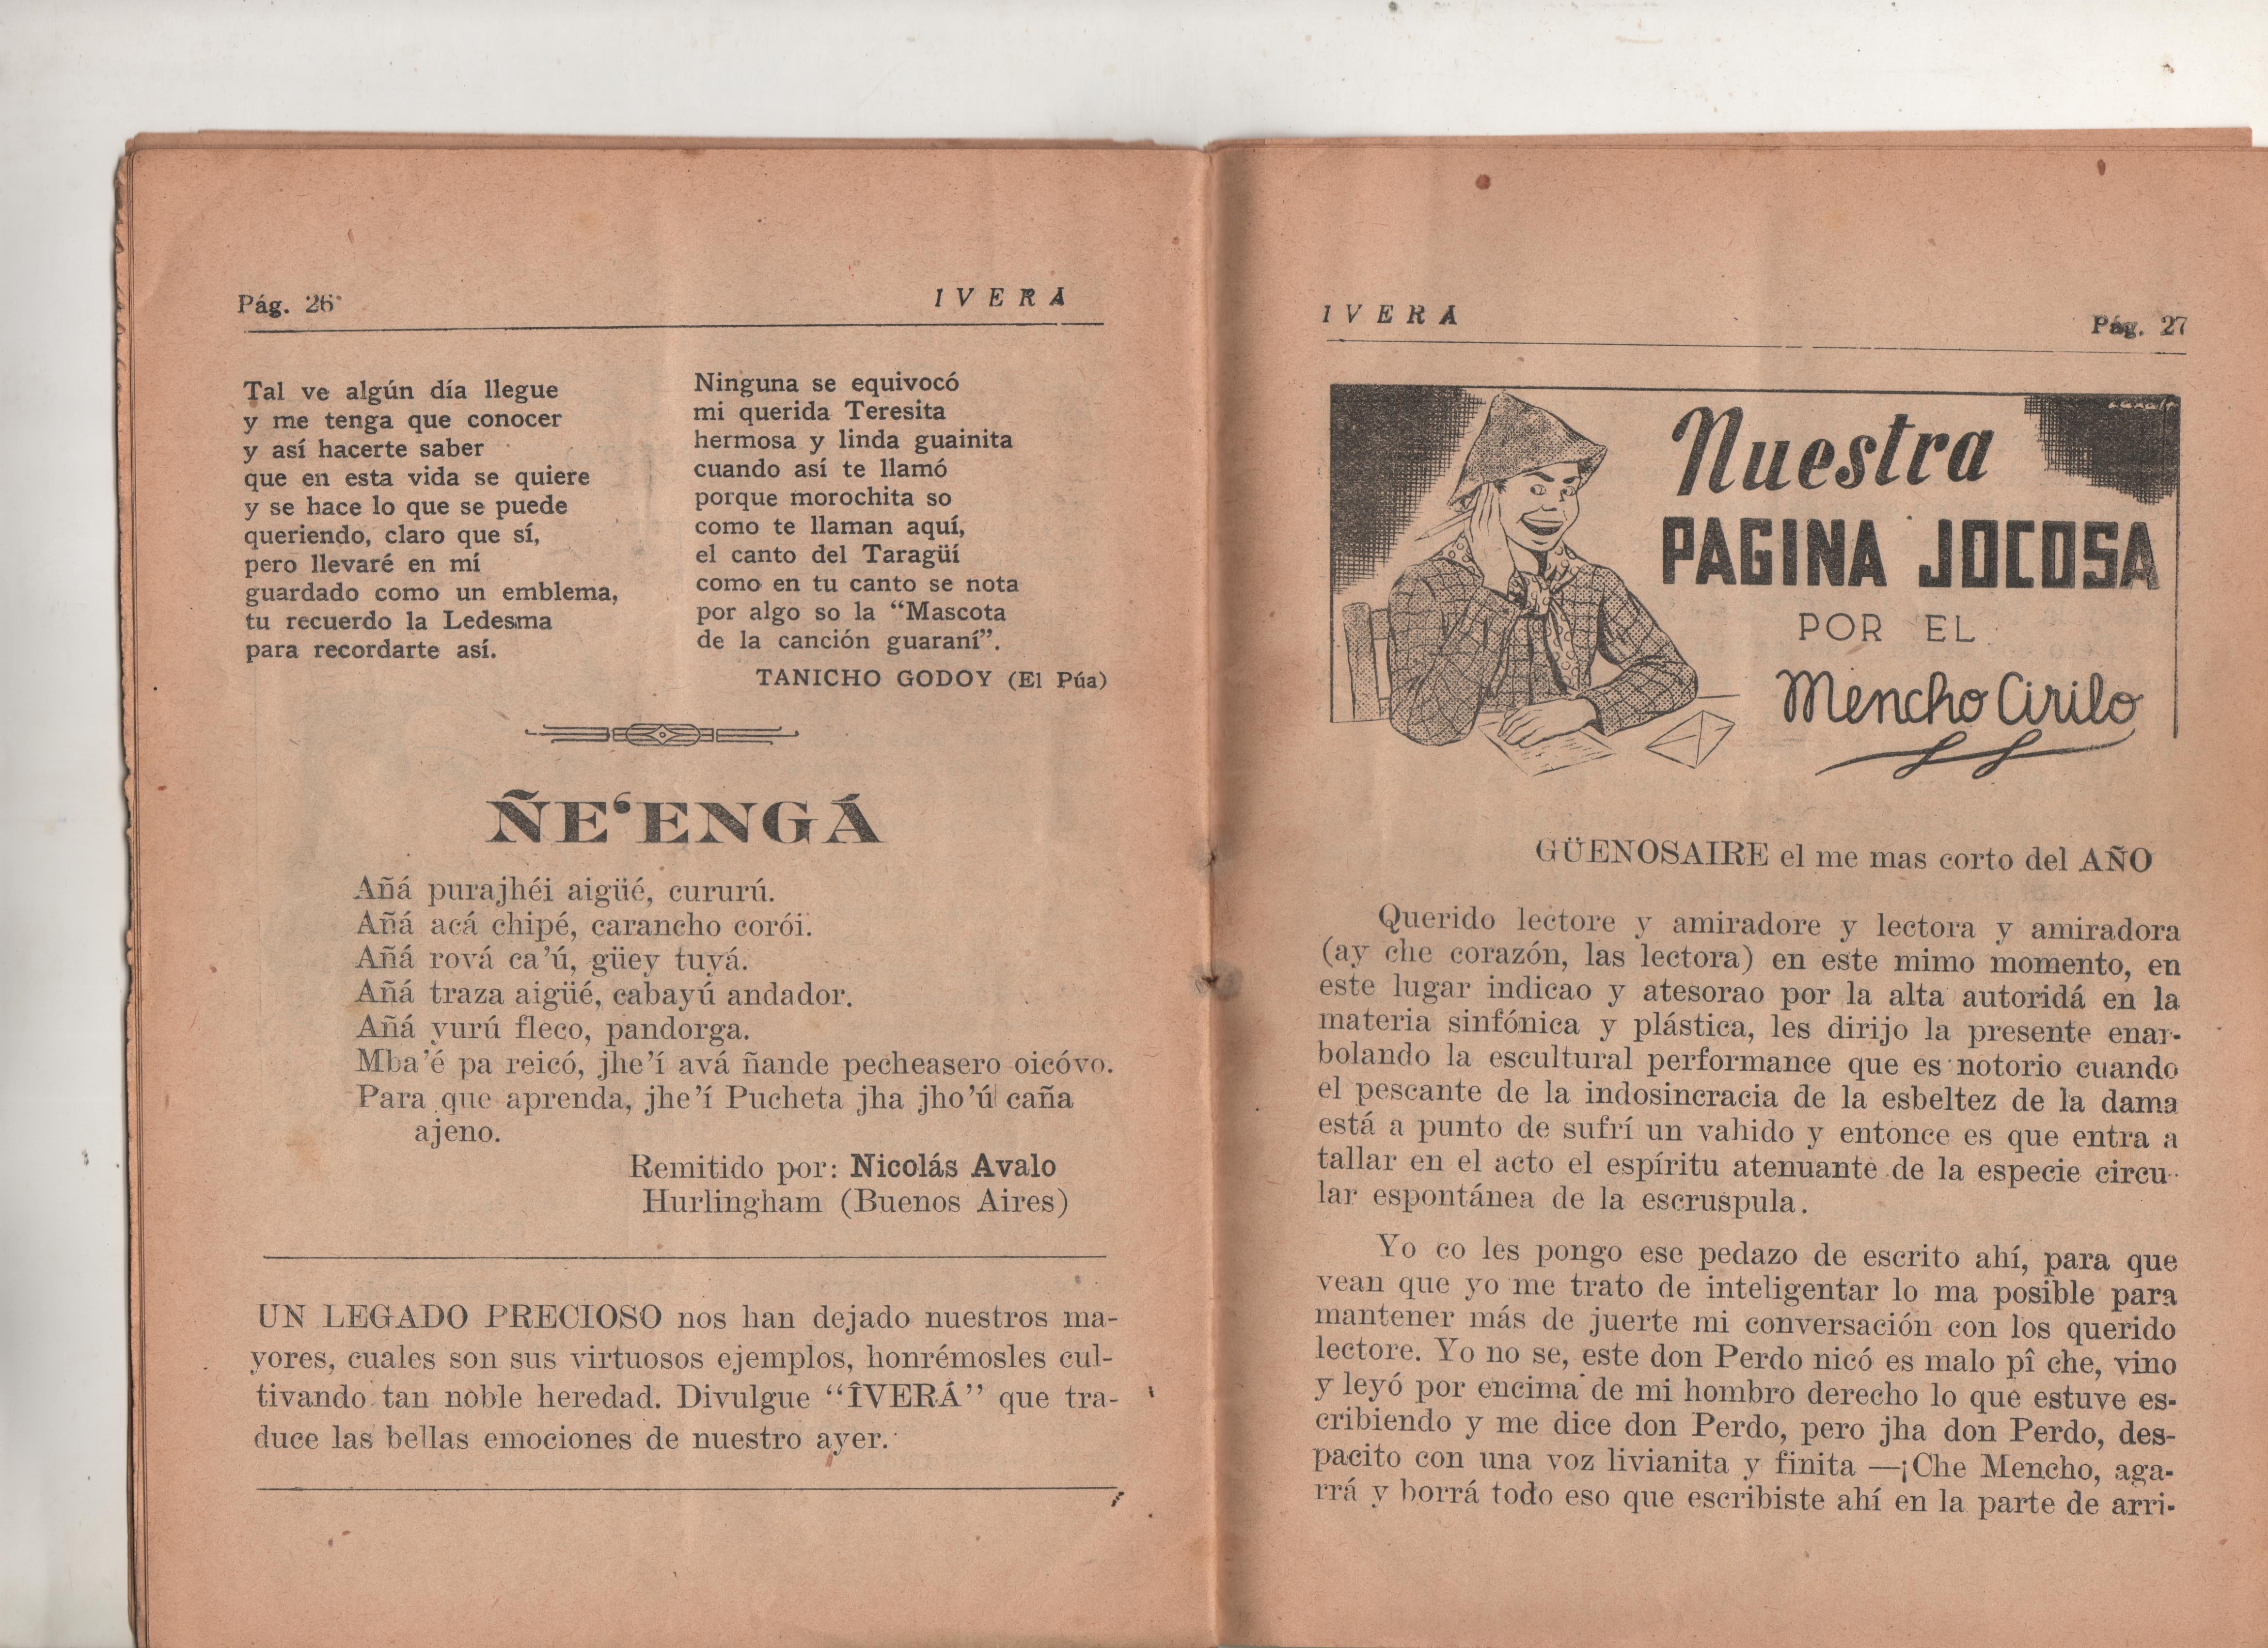 Pág. 26
IVERA
Tal ve algún día llegue
y me tenga que conocer
y así hacerte saber
que en esta vida se quiere
y se hace lo que se puede
queriendo, claro que sí,
pero llevaré en mí
guardado como un emblema,
tu recuerdo la Ledesma
para recordarte así.
Ninguna se equivocó
mi querida Teresita
hermosa y linda guainita
cuando así te llamó
porque morochita so
como te llaman aquí,
el canto del Taragüí
como en tu canto se nota
por algo so la “Mascota
de la canción guaraní”.
TANICHO GODOY (El Púa)
ÑE‘ENGÁ
Añá purajhéi aigüé, cururú.
Añá acá chipé, carancho corói.
Añá rová ca’ú, güey tuyá.
Añá traza aigüé, cabayú andador.
Añá yurú fleco, pandorga.
Mba’é pa reicó, jhe’í avá ñande pecheasero oicóvo.
Para que aprenda, jhe’í Pucheta jha jho’ú caña
ajeno.
Remitido por: Nicolás Avalo
Hurlingham (Buenos Aires)
UN LEGADO PRECIOSO nos han dejado nuestros ma-
yores, cuales son sus virtuosos ejemplos, honrémosles cul-
tivando tan noble heredad. Divulgue “ÎVERÁ” que tra-
duce las bellas emociones de nuestro ayer.
IVERA
Pág. 27
Nuestra
PAGINA JOCOSA
POR EL
Mencho Cirilo
GÜENOSAIRE el me mas corto del AÑO
Querido lectore y amiradore y lectora y amiradora
(ay che corazón, las lectora) en este mimo momento, en
este lugar indicao y atesorao por la alta autoridá en la
materia sinfónica y plástica, les dirijo la presente enar-
bolando la escultural performance que es notorio cuando
el pescante de la indosincracia de la esbeltez de la dama
está a punto de sufrí un vahido y entonce es que entra a
tallar en el acto el espíritu atenuante de la especie circu-
lar espontánea de la escruspula.
Yo co les pongo ese pedazo de escrito ahí, para que
vean que yo me trato de inteligentar lo ma posible para
mantener más de juerte mi conversación con los querido
lectore. Yo no se, este don Perdo nicó es malo pî che, vino
y leyó por encima de mi hombro derecho lo que estuve es-
cribiendo y me dice don Perdo, pero jha don Perdo, des-
pacito con una voz livianita y finita —¡Che Mencho, aga-
rrá y borrá todo eso que escribiste ahí en la parte de arri-